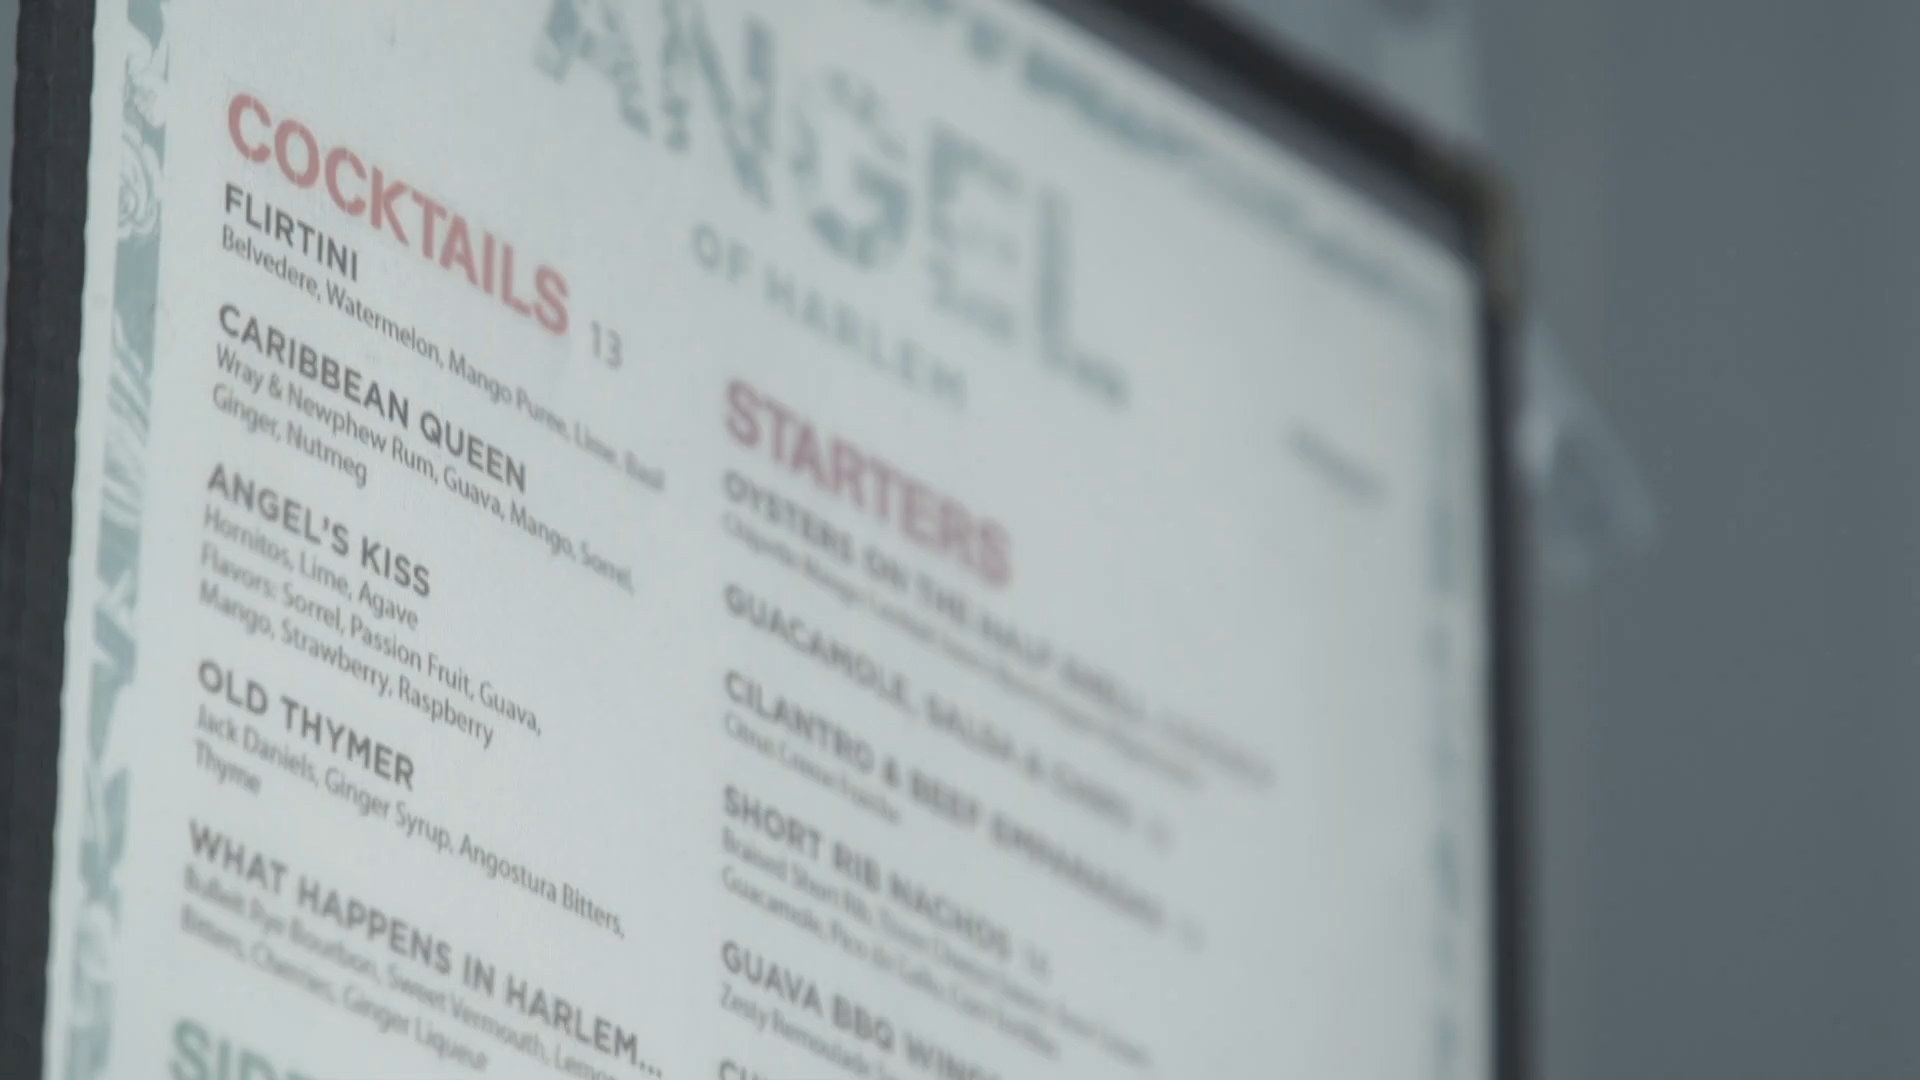 ANGEL
OF HARLEM
COCKTAILS 13
FLIRTINI
Belvedere, Watermelon, Mango Puree, Lime, Basil
CARIBBEAN QUEEN
Wray & Newphew Rum, Guava, Mango, Sorrel,
Ginger, Nutmeg
ANGEL'S KISS
Hornitos, Lime, Agave
Flavors: Sorrel, Passion Fruit, Guava,
Mango, Strawberry, Raspberry
OLD THYMER
Jack Daniels, Ginger Syrup, Angostura Bitters,
Thyme
WHAT HAPPENS IN HARLEM...
Bulleit Rye Bourbon, Sweet Vermouth, Lemon
Bitters, Cherries, Ginger Liqueur
STARTERS
OYSTERS ON THE HALF SHELL
GUACAMOLE, SALSA & CHIPS
CILANTRO & BEEF EMPANADAS
SHORT RIB NACHOS
Braised Short Rib,
Guacamole, Pico de Gallo,
GUAVA BBQ WINGS
Zesty Remoulade